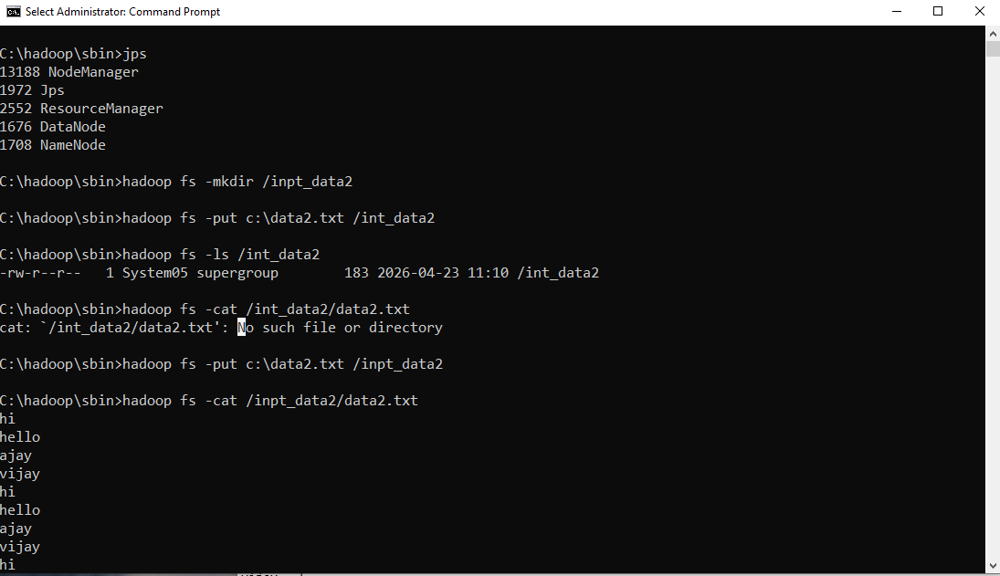 Select Administrator: Command Prompt
C:\hadoop\sbin>jps
13188 NodeManager
1972 Jps
2552 ResourceManager
1676 DataNode
1708 NameNode
C:\hadoop\sbin>hadoop fs -mkdir /inpt_data2
C:\hadoop\sbin>hadoop fs -put c:\data2.txt /int_data2
C:\hadoop\sbin>hadoop fs -ls /int_data2
-rw-r--r--   1 System05 supergroup        183 2026-04-23 11:10 /int_data2
C:\hadoop\sbin>hadoop fs -cat /int_data2/data2.txt
cat: `/int_data2/data2.txt': No such file or directory
C:\hadoop\sbin>hadoop fs -put c:\data2.txt /inpt_data2
C:\hadoop\sbin>hadoop fs -cat /inpt_data2/data2.txt
hi
hello
ajay
vijay
hi
hello
ajay
vijay
hi